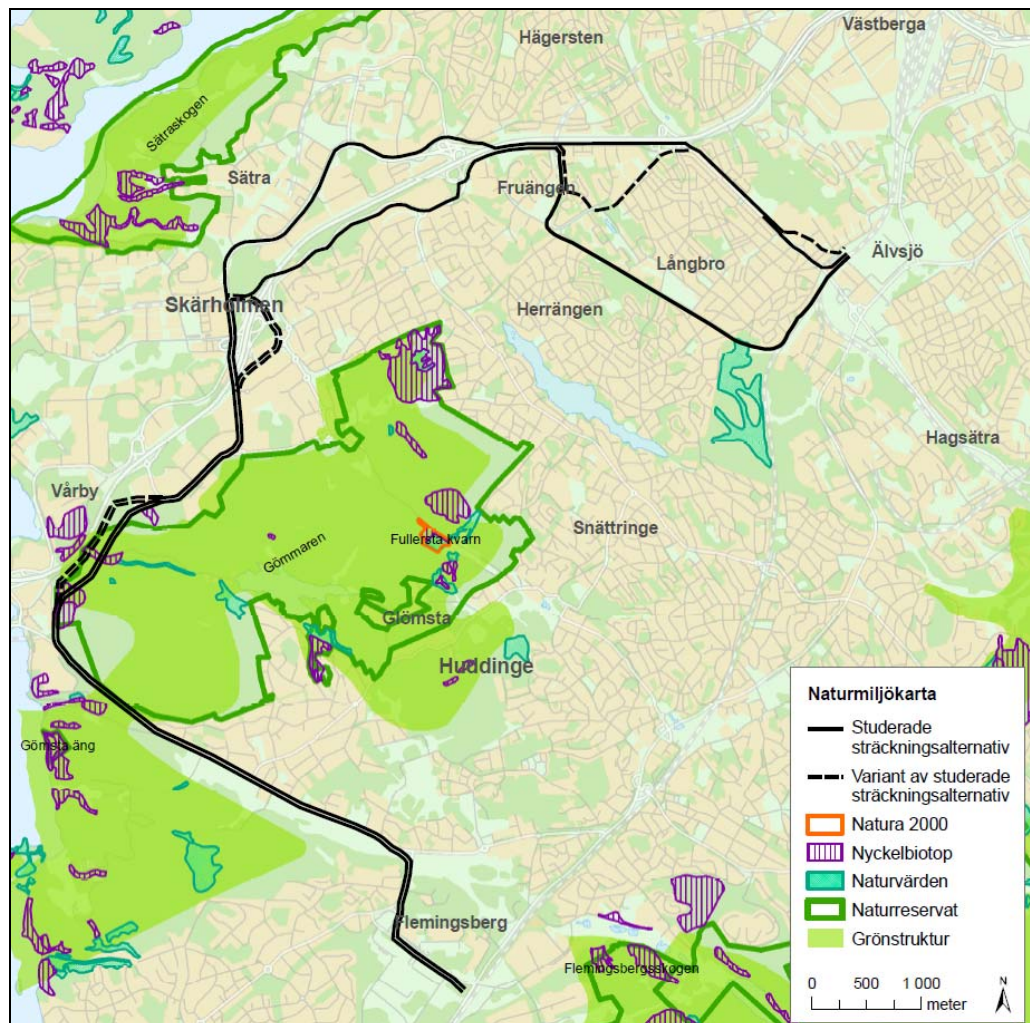 Västberga
Hägersten
Sätraskogen
Sätra
Fruängen
Långbro
Älvsjö
Skärholmen
Herrängen
Hagsätra
Vårby
Snättringe
Fullersta kvarn
Gömmaren
Glömsta
Huddinge
Gömsta äng
Flemingsberg
Flemingsbergsskogen
Naturmiljökarta
Studerade
sträckningsalternativ
Variant av studerade
sträckningsalternativ
Natura 2000
Nyckelbiotop
Naturvärden
Naturreservat
Grönstruktur
0 500 1 000
meter
N